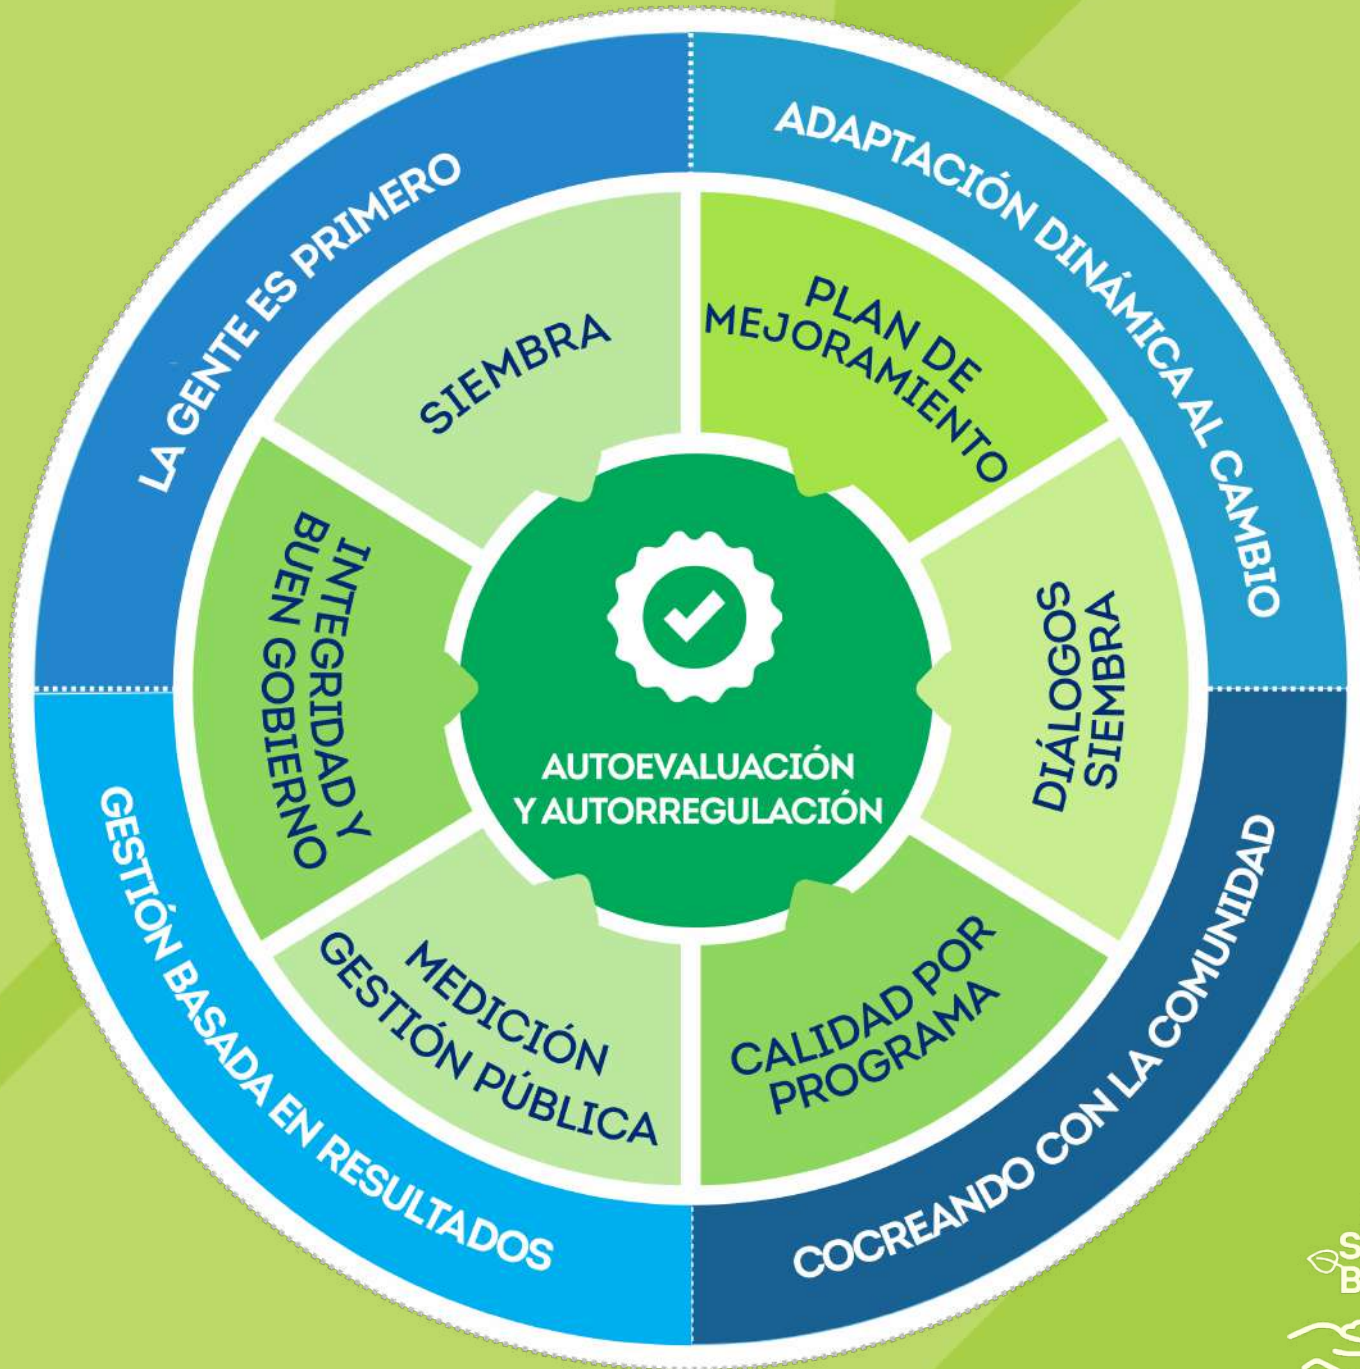 LA GENTE ES PRIMERO
ADAPTACIÓN DINÁMICA AL CAMBIO
SIEMBRA
PLAN DE
MEJORAMIENTO
INTEGRIDAD Y
BUEN GOBIERNO
DIÁLOGOS
SIEMBRA
AUTOEVALUACIÓN
Y AUTORREGULACIÓN
MEDICIÓN
GESTIÓN PÚBLICA
CALIDAD POR
PROGRAMA
GESTIÓN BASADA EN RESULTADOS
COCREANDO CON LA COMUNIDAD